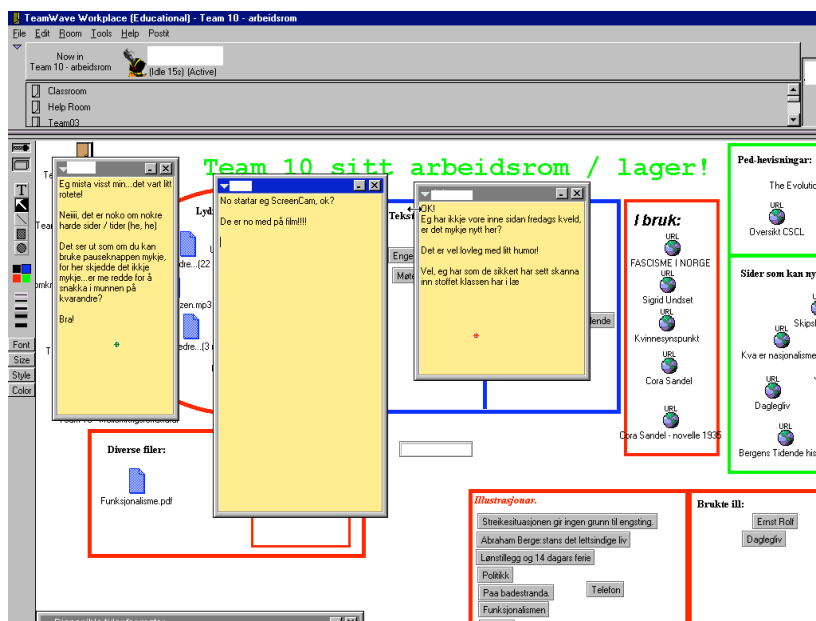 TeamWave Workplace (Educational) - Team 10 - arbeidsrom
File Edit Room Tools Help Postit
Now in
Team 10 - arbeidsrom
(Idle 15s) (Active)
Classroom
Help Room
Team03
Team 10 sitt arbeidsrom / lager!
Eg mista visst min...det vart litt
rotete!
Neiii, det er noko om nokre
harde sider / tider (he, he)
Det ser ut som om du kan
bruke pauseknappen mykje,
for her skjedde det ikkje
mykje...er me redde for å
snakka i munnen på
kvarandre?
Bra!
No startar eg ScreenCam, ok?
De er no med på film!!!!
OK!
Eg har ikkje vore inne sidan fredags kveld,
er det mykje nytt her?
Det er vel lovleg med litt humor!
Vel, eg har som de sikkert har sett skanna
inn stoffet klassen har i læ
I bruk:
URL
FASCISME I NORGE
URL
Sigrid Undset
URL
Kvinnesynspunkt
URL
Cora Sandel
URL
Cora Sandel - novelle 1935
Ped-hevisningar:
The Evolutio
URL
Oversikt CSCL
Sider som kan ny
URL
Skipsl
URL
Kva er nasjonalisme
URL
Daglegliv
URL
Bergens Tidende his
Font
Size
Style
Color
Diverse filer:
Funksjonalisme.pdf
Illustrasjonar.
Streikesituasjonen gir ingen grunn til engsting.
Abraham Berge:stans det lettsindige liv
Lønstillegg og 14 dagars ferie
Politikk
Paa badestranda.
Telefon
Funksjonalismen
Brukte ill:
Ernst Rolf
Daglegliv